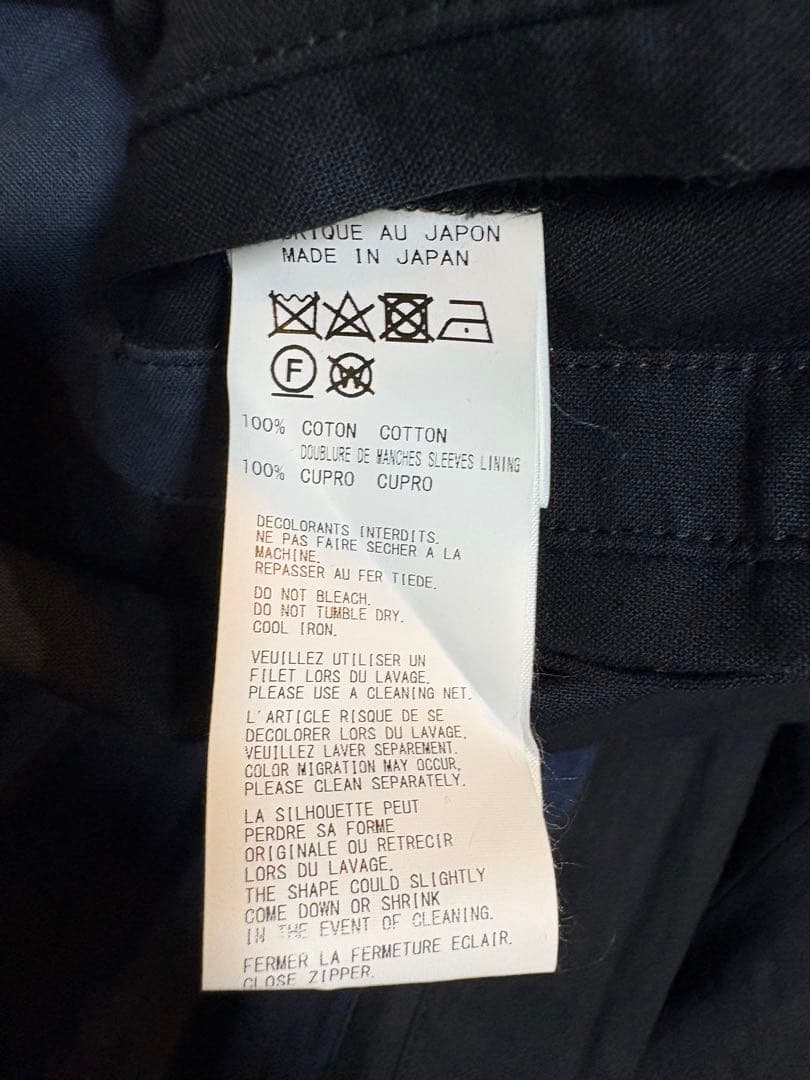 AU JAPON
MADE IN JAPAN
F
W
100% COTON COTTON
DOUBLURE DE MANCHES SLEEVES LINING
100% CUPRO CUPRO
DECOLORANTS INTERDITS.
NE PAS FAIRE SECHER A LA
MACHINE.
REPASSER AU FER TIEDE.
DO NOT BLEACH.
DO NOT TUMBLE DRY.
COOL IRON.
VEUILLEZ UTILISER UN
FILET LORS DU LAVAGE.
PLEASE USE A CLEANING NET.
L'ARTICLE RISQUE DE SE
DECOLORER LORS DU LAVAGE,
VEUILLEZ LAVER SEPAREMENT.
COLOR MIGRATION MAY OCCUR,
PLEASE CLEAN SEPARATELY.
LA SILHOUETTE PEUT
PERDRE SA FORME
ORIGINALE OU RETRECIR
LORS DU LAVAGE.
THE SHAPE COULD SLIGHTLY
COME DOWN OR SHRINK
IN THE EVENT OF CLEANING.
FERMER LA FERMETURE ECLAIR.
CLOSE ZIPPER.